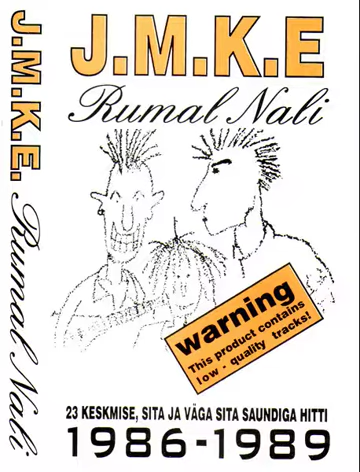 J.M.K.E. Rumal Nali
J.M.K.E
Rumal Nali
warning
This product contains
low - quality tracks!
23 KESKMISE, SITA JA VÄGA SITA SAUNDIGA HITTI
1986-1989